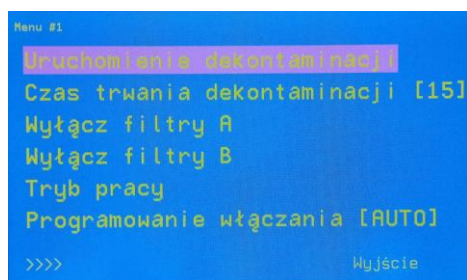 Menu #1
Uruchomienie dekontaminacji
Czas trwania dekontaminacji [15]
Wyłącz filtry A
Wyłącz filtry B
Tryb pracy
Programowanie włączania [AUTO]
>>>> Wyjście